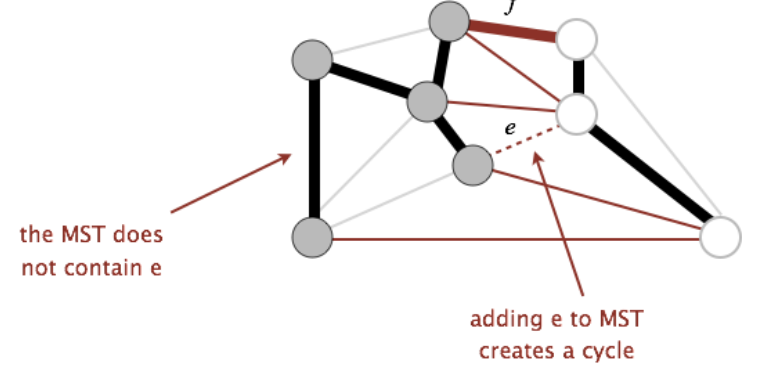 f
e
the MST does
not contain e
adding e to MST
creates a cycle